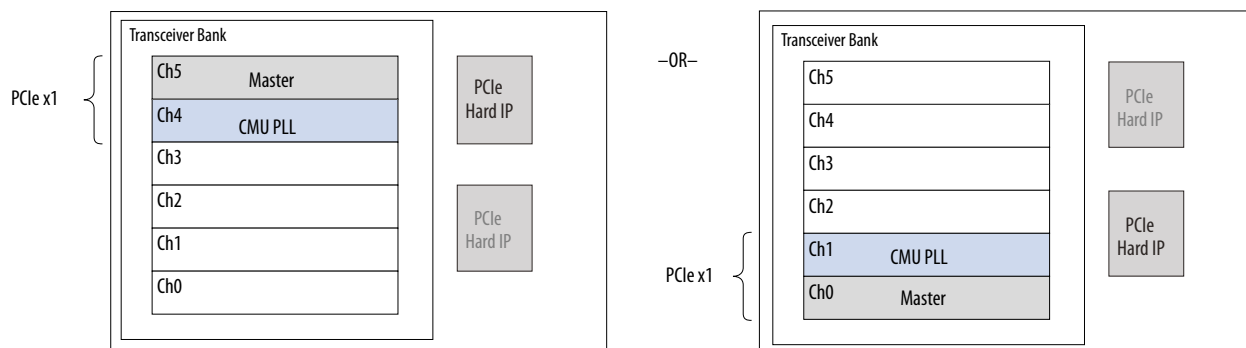 Transceiver Bank
PCIe x1
Ch5
Master
Ch4
CMU PLL
Ch3
Ch2
Ch1
Ch0
PCIe
Hard IP
PCIe
Hard IP
–OR–
Transceiver Bank
Ch5
Ch4
Ch3
Ch2
PCIe x1
Ch1
CMU PLL
Ch0
Master
PCIe
Hard IP
PCIe
Hard IP